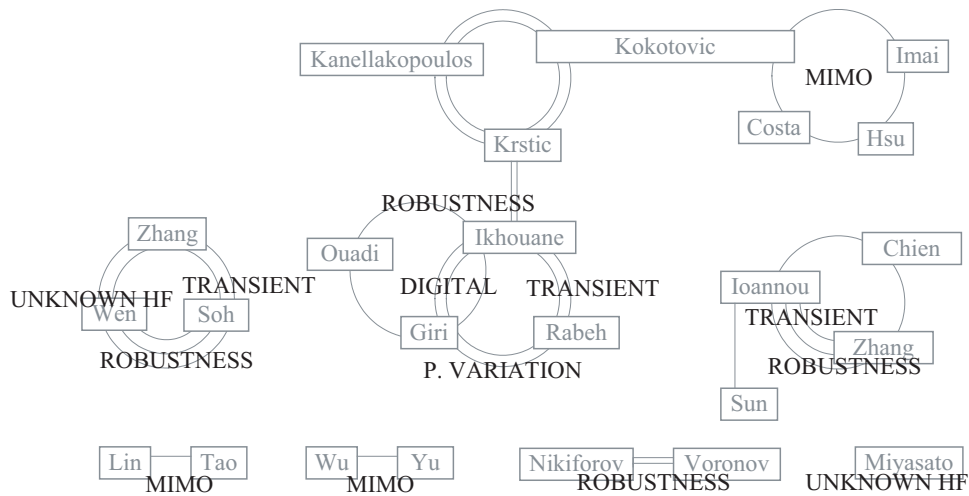 Kanellakopoulos
Kokotovic
Imai
MIMO
Costa
Hsu
Krstic
ROBUSTNESS
Zhang
Ouadi
Ikhouane
Chien
UNKNOWN HF
TRANSIENT
DIGITAL
TRANSIENT
Ioannou
TRANSIENT
Wen
Soh
Giri
Rabeh
Zhang
ROBUSTNESS
P. VARIATION
ROBUSTNESS
Sun
Lin
Tao
MIMO
Wu
Yu
MIMO
Nikiforov
Voronov
ROBUSTNESS
Miyasato
UNKNOWN HF